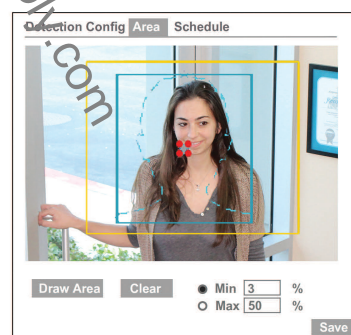 Detection Config Area Schedule
Draw Area Clear Min 3 %
Max 50 %
Save